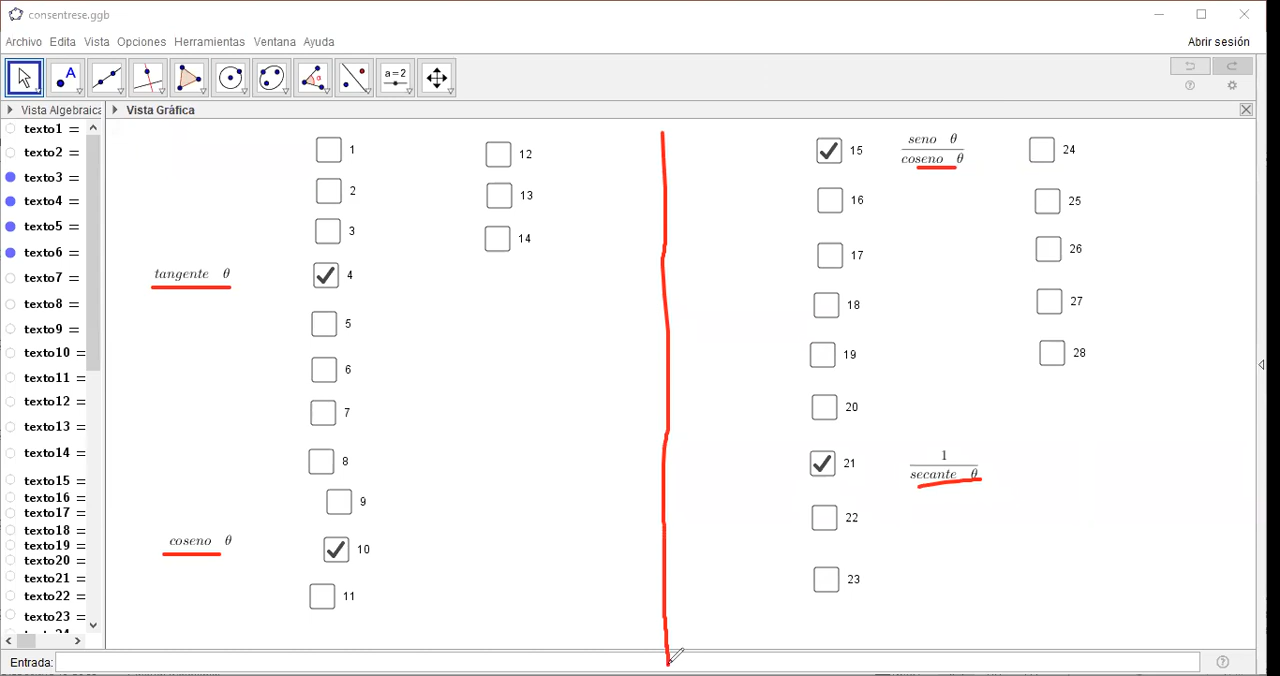 consentrese.ggb
Archivo Edita Vista Opciones Herramientas Ventana Ayuda
Abrir sesión
A
α
a=2
Vista Algebraica
Vista Gráfica
texto1 =
texto2 =
texto3 =
texto4 =
texto5 =
texto6 =
texto7 =
texto8 =
texto9 =
texto10 =
texto11 =
texto12 =
texto13 =
texto14 =
texto15 =
texto16 =
texto17 =
texto18 =
texto19 =
texto20 =
texto21 =
texto22 =
texto23 =
1
2
3
tangente θ
4
5
6
7
8
9
coseno θ
10
11
12
13
14
15
seno θ
coseno θ
16
17
18
19
20
21
1
secante θ
22
23
24
25
26
27
28
Entrada: